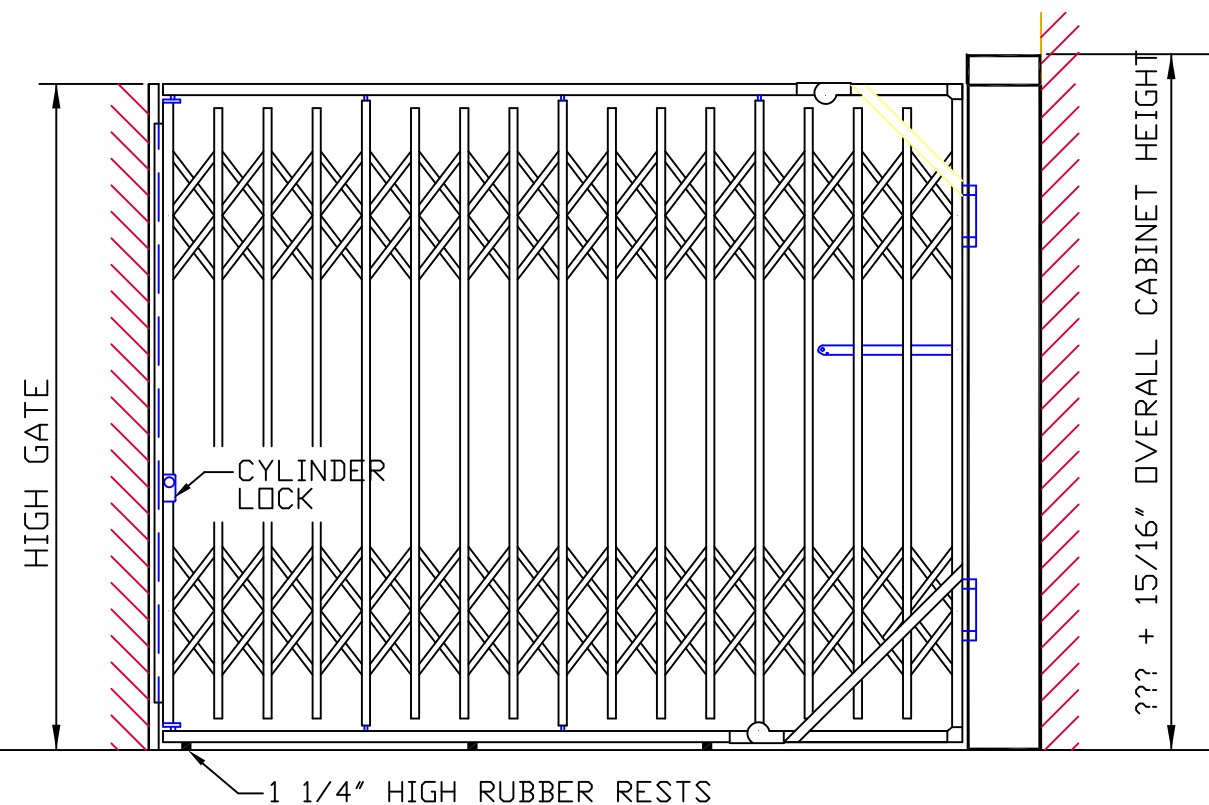 HIGH GATE
CYLINDER
LOCK
??? + 15/16″ OVERALL CABINET HEIGHT
1 1/4″ HIGH RUBBER RESTS